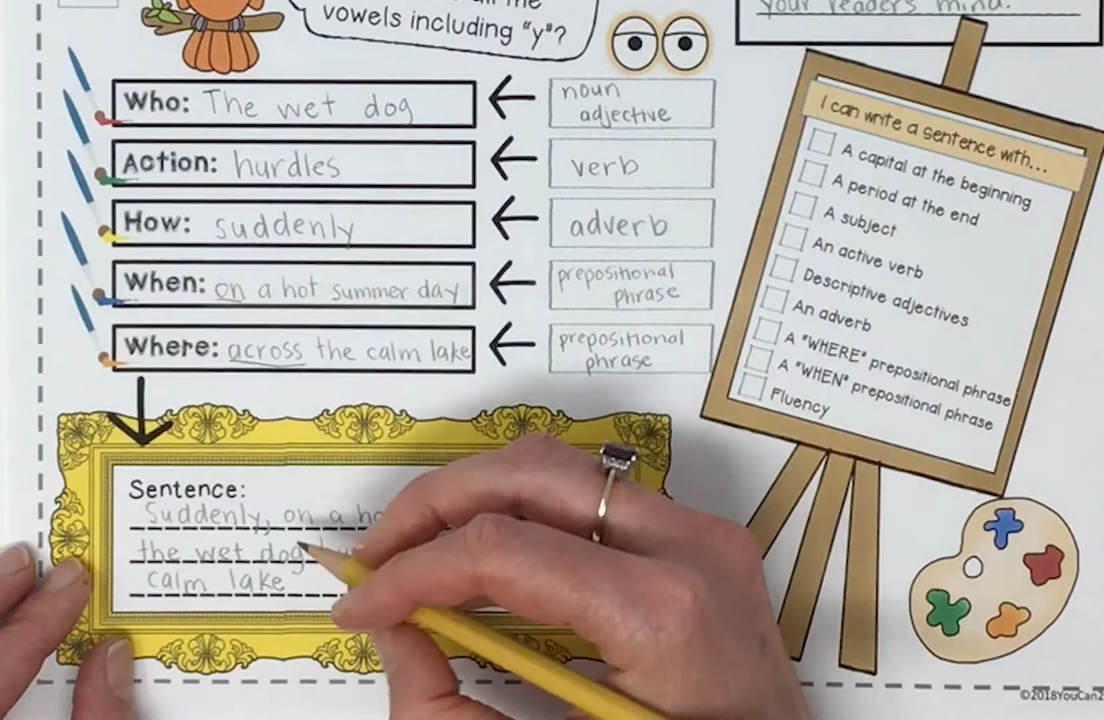 vowels including "y"?
your readers mind.
Who: The wet dog
noun
adjective
Action: hurdles
verb
How: suddenly
adverb
When: on a hot summer day
prepositional
phrase
Where: across the calm lake
prepositional
phrase
Sentence:
Suddenly, on a
the wet dog
calm lake
I can write a sentence with...
A capital at the beginning
A period at the end
A subject
An active verb
Descriptive adjectives
An adverb
A "WHERE" prepositional phrase
A "WHEN" prepositional phrase
Fluency